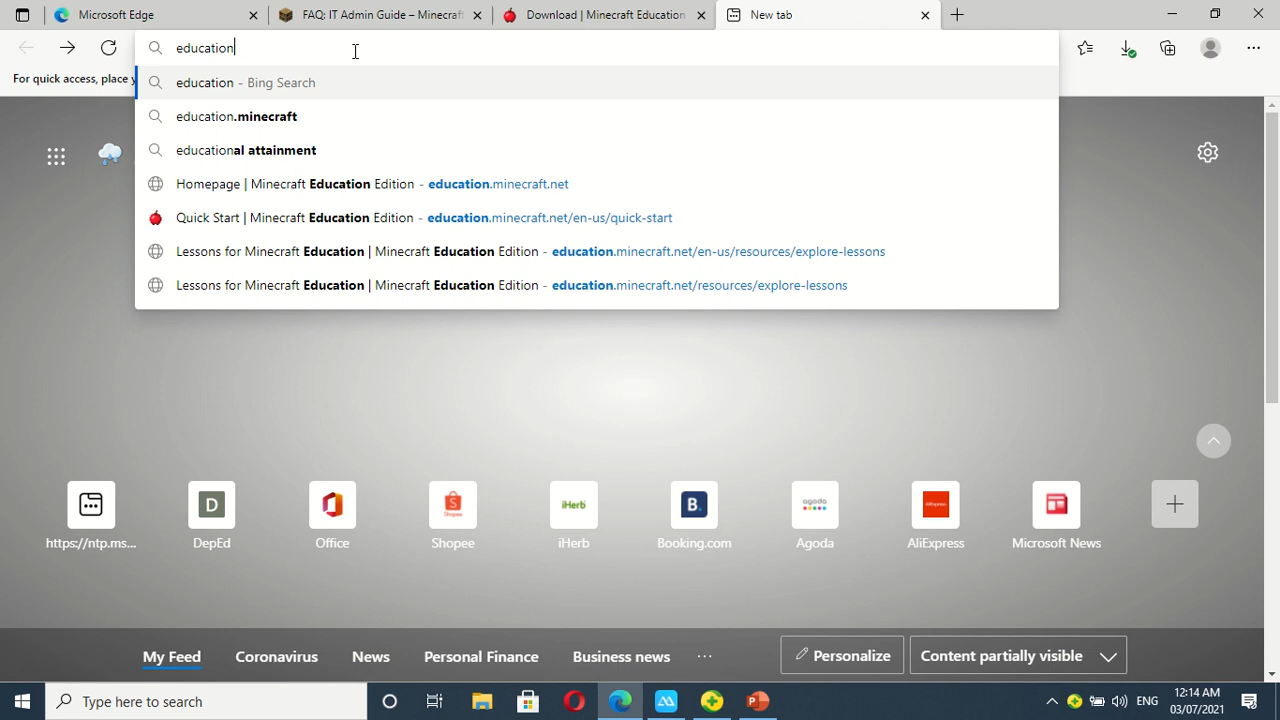 Microsoft Edge
FAQ: IT Admin Guide – Minecraft
Download | Minecraft Education
New tab
education
For quick access, place y
education - Bing Search
education.minecraft
educational attainment
Homepage | Minecraft Education Edition - education.minecraft.net
Quick Start | Minecraft Education Edition - education.minecraft.net/en-us/quick-start
Lessons for Minecraft Education | Minecraft Education Edition - education.minecraft.net/en-us/resources/explore-lessons
Lessons for Minecraft Education | Minecraft Education Edition - education.minecraft.net/resources/explore-lessons
D
Shopee
iHerb
B.
agoda
AliExpress
https://ntp.ms...
DepEd
Office
Shopee
iHerb
Booking.com
Agoda
AliExpress
Microsoft News
My Feed
Coronavirus
News
Personal Finance
Business news
...
Personalize
Content partially visible
Type here to search
ENG
12:14 AM
03/07/2021